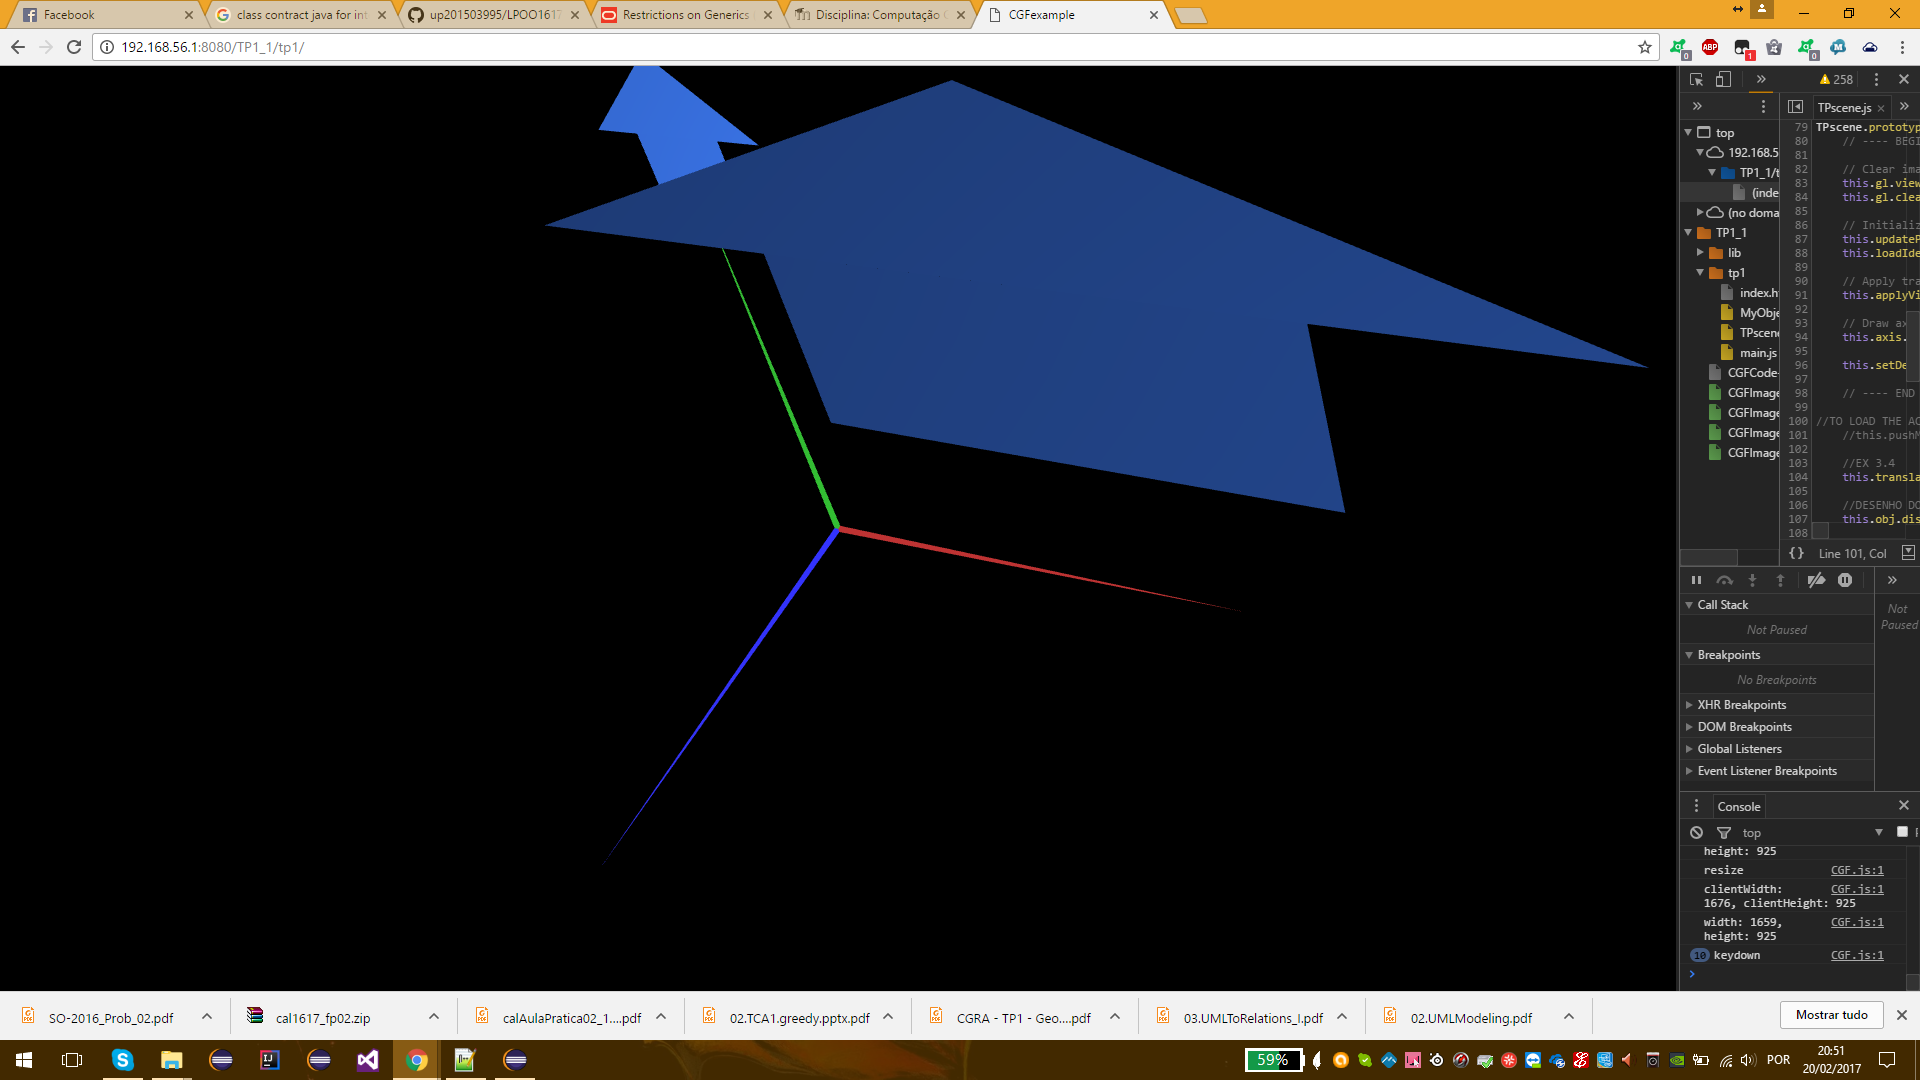 Facebook
class contract java for int
up201503995/LPOO1617
Restrictions on Generics
Disciplina: Computação
CGFexample
192.168.56.1:8080/TP1_1/tp1/
0
ABP
1
0
258
TPscene.js
top
192.168.5
TP1_1/t
(inde
(no doma
TP1_1
lib
tp1
index.h
MyObje
TPscene
main.js
CGFCode-
CGFImage
CGFImage
CGFImage
CGFImage
79 TPscene.prototyp
80 // ---- BEGI
81
82 // Clear ima
83 this.gl.view
84 this.gl.clea
85
86 // Initializ
87 this.updateP
88 this.loadIde
89
90 // Apply tra
91 this.applyVi
92
93 // Draw ax
94 this.axis.
95
96 this.setDe
97
98 // ---- END
99
100 //TO LOAD THE AC
101 //this.pushM
102
103 //EX 3.4
104 this.transla
105
106 //DESENHO DO
107 this.obj.dis
108
{} Line 101, Col
Call Stack
Not Paused
Not Paused
Breakpoints
No Breakpoints
XHR Breakpoints
DOM Breakpoints
Global Listeners
Event Listener Breakpoints
Console
top
height: 925
resize CGF.js:1
clientWidth: CGF.js:1
1676, clientHeight: 925
width: 1659, CGF.js:1
height: 925
10 keydown CGF.js:1
SO-2016_Prob_02.pdf
cal1617_fp02.zip
calAulaPratica02_1....pdf
02.TCA1.greedy.pptx.pdf
CGRA - TP1 - Geo....pdf
03.UMLToRelations_I.pdf
02.UMLModeling.pdf
Mostrar tudo
59%
POR
20:51
20/02/2017